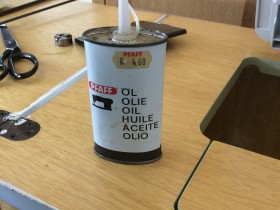 PFAFF
4,60
PFAFF
ÖL
OLIE
OIL
HUILE
ACEITE
OLIO